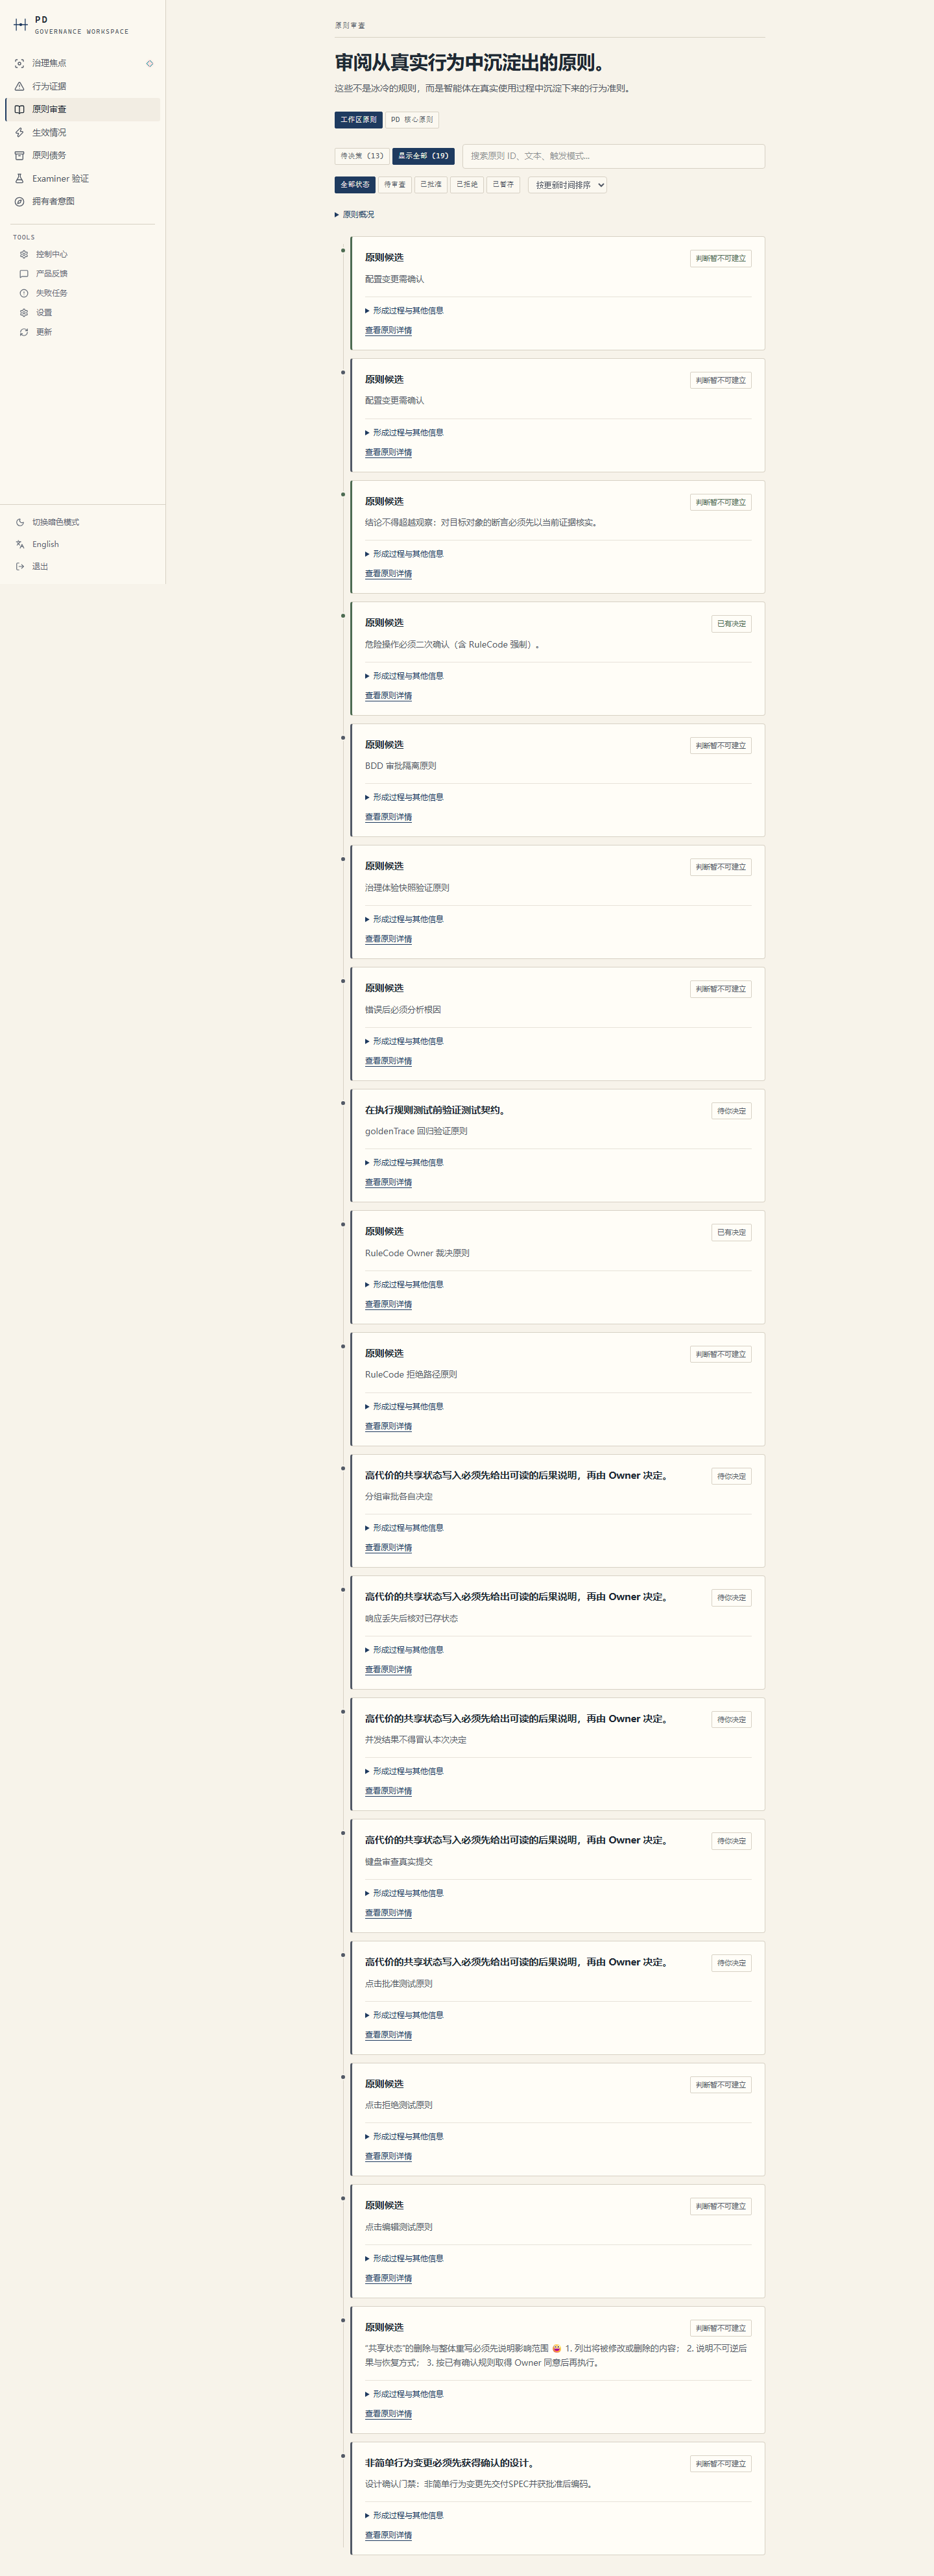 PD
GOVERNANCE WORKSPACE
治理焦点
行为证据
原则审查
生效情况
原则债务
Examiner 验证
拥有者意图
TOOLS
控制中心
产品反馈
失败任务
设置
更新
切换暗色模式
English
退出
原则审查
审阅从真实行为中沉淀出的原则。
这些不是冰冷的规则，而是智能体在真实使用过程中沉淀下来的行为准则。
工作区原则 PD 核心原则
待决策 (13) 显示全部 (19) 搜索原则 ID、文本、触发模式...
全部状态 待审查 已批准 已拒绝 已暂存 按更新时间排序
原则概况
原则候选 判断暂不可建立
配置变更需确认
形成过程与其他信息
查看原则详情
原则候选 判断暂不可建立
配置变更需确认
形成过程与其他信息
查看原则详情
原则候选 判断暂不可建立
结论不得超越观察：对目标对象的断言必须先以当前证据核实。
形成过程与其他信息
查看原则详情
原则候选 已有决定
危险操作必须二次确认（含 RuleCode 强制）。
形成过程与其他信息
查看原则详情
原则候选 判断暂不可建立
BDD 审批隔离原则
形成过程与其他信息
查看原则详情
原则候选 判断暂不可建立
治理体验快照验证原则
形成过程与其他信息
查看原则详情
原则候选 判断暂不可建立
错误后必须分析根因
形成过程与其他信息
查看原则详情
在执行规则测试前验证测试契约。 待你决定
goldenTrace 回归验证原则
形成过程与其他信息
查看原则详情
原则候选 已有决定
RuleCode Owner 裁决原则
形成过程与其他信息
查看原则详情
原则候选 判断暂不可建立
RuleCode 拒绝路径原则
形成过程与其他信息
查看原则详情
高代价的共享状态写入必须先给出可读的后果说明，再由 Owner 决定。 待你决定
分组审批各自决定
形成过程与其他信息
查看原则详情
高代价的共享状态写入必须先给出可读的后果说明，再由 Owner 决定。 待你决定
响应丢失后核对已存状态
形成过程与其他信息
查看原则详情
高代价的共享状态写入必须先给出可读的后果说明，再由 Owner 决定。 待你决定
并发结果不得冒认本次决定
形成过程与其他信息
查看原则详情
高代价的共享状态写入必须先给出可读的后果说明，再由 Owner 决定。 待你决定
键盘审查真实提交
形成过程与其他信息
查看原则详情
高代价的共享状态写入必须先给出可读的后果说明，再由 Owner 决定。 待你决定
点击批准测试原则
形成过程与其他信息
查看原则详情
原则候选 判断暂不可建立
点击拒绝测试原则
形成过程与其他信息
查看原则详情
原则候选 判断暂不可建立
点击编辑测试原则
形成过程与其他信息
查看原则详情
原则候选 判断暂不可建立
“共享状态”的删除与整体重写必须先说明影响范围 😜 1. 列出将被修改或删除的内容； 2. 说明不可逆后
果与恢复方式； 3. 按已有确认规则取得 Owner 同意后再执行。
形成过程与其他信息
查看原则详情
非简单行为变更必须先获得确认的设计。 判断暂不可建立
设计确认门禁：非简单行为变更先交付SPEC并获批准后编码。
形成过程与其他信息
查看原则详情